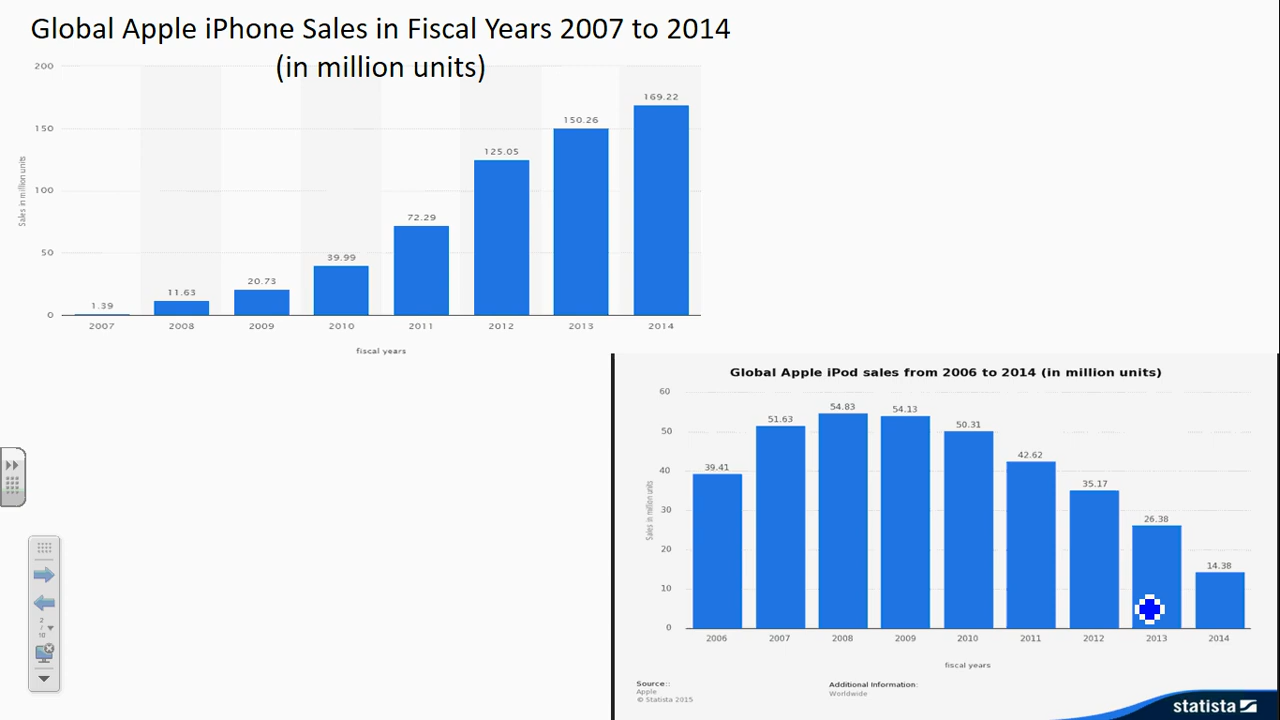 Global Apple iPhone Sales in Fiscal Years 2007 to 2014
(in million units)
200
150
100
50
0
Sales in million units
1.39
11.63
20.73
39.99
72.29
125.05
150.26
169.22
2007 2008 2009 2010 2011 2012 2013 2014
fiscal years
Global Apple iPod sales from 2006 to 2014 (in million units)
60
50
40
30
20
10
0
Sales in million units
39.41
51.63
54.83
54.13
50.31
42.62
35.17
26.38
14.38
2006 2007 2008 2009 2010 2011 2012 2013 2014
fiscal years
Source::
Apple
© Statista 2015
Additional Information:
Worldwide
statista
2
/
10